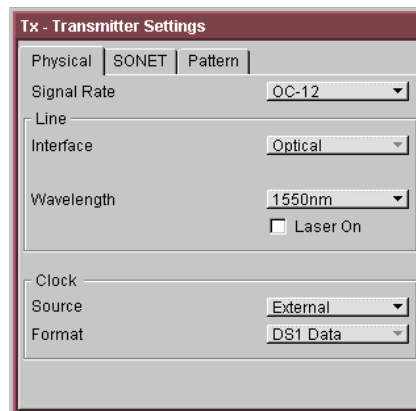 Tx - Transmitter Settings
Physical SONET Pattern
Signal Rate OC-12
Line
Interface Optical
Wavelength 1550nm
Laser On
Clock
Source External
Format DS1 Data